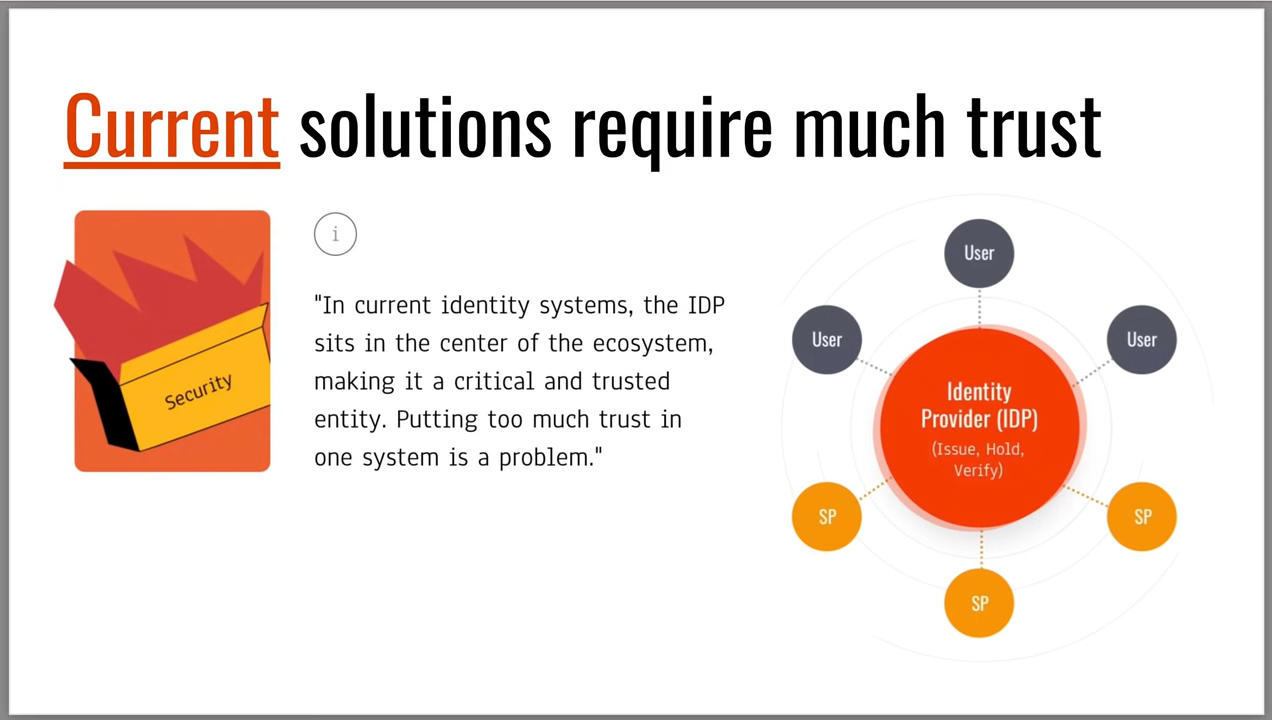 Current solutions require much trust
Security
i
"In current identity systems, the IDP
sits in the center of the ecosystem,
making it a critical and trusted
entity. Putting too much trust in
one system is a problem."
User
User
User
Identity
Provider (IDP)
(Issue, Hold,
Verify)
SP
SP
SP